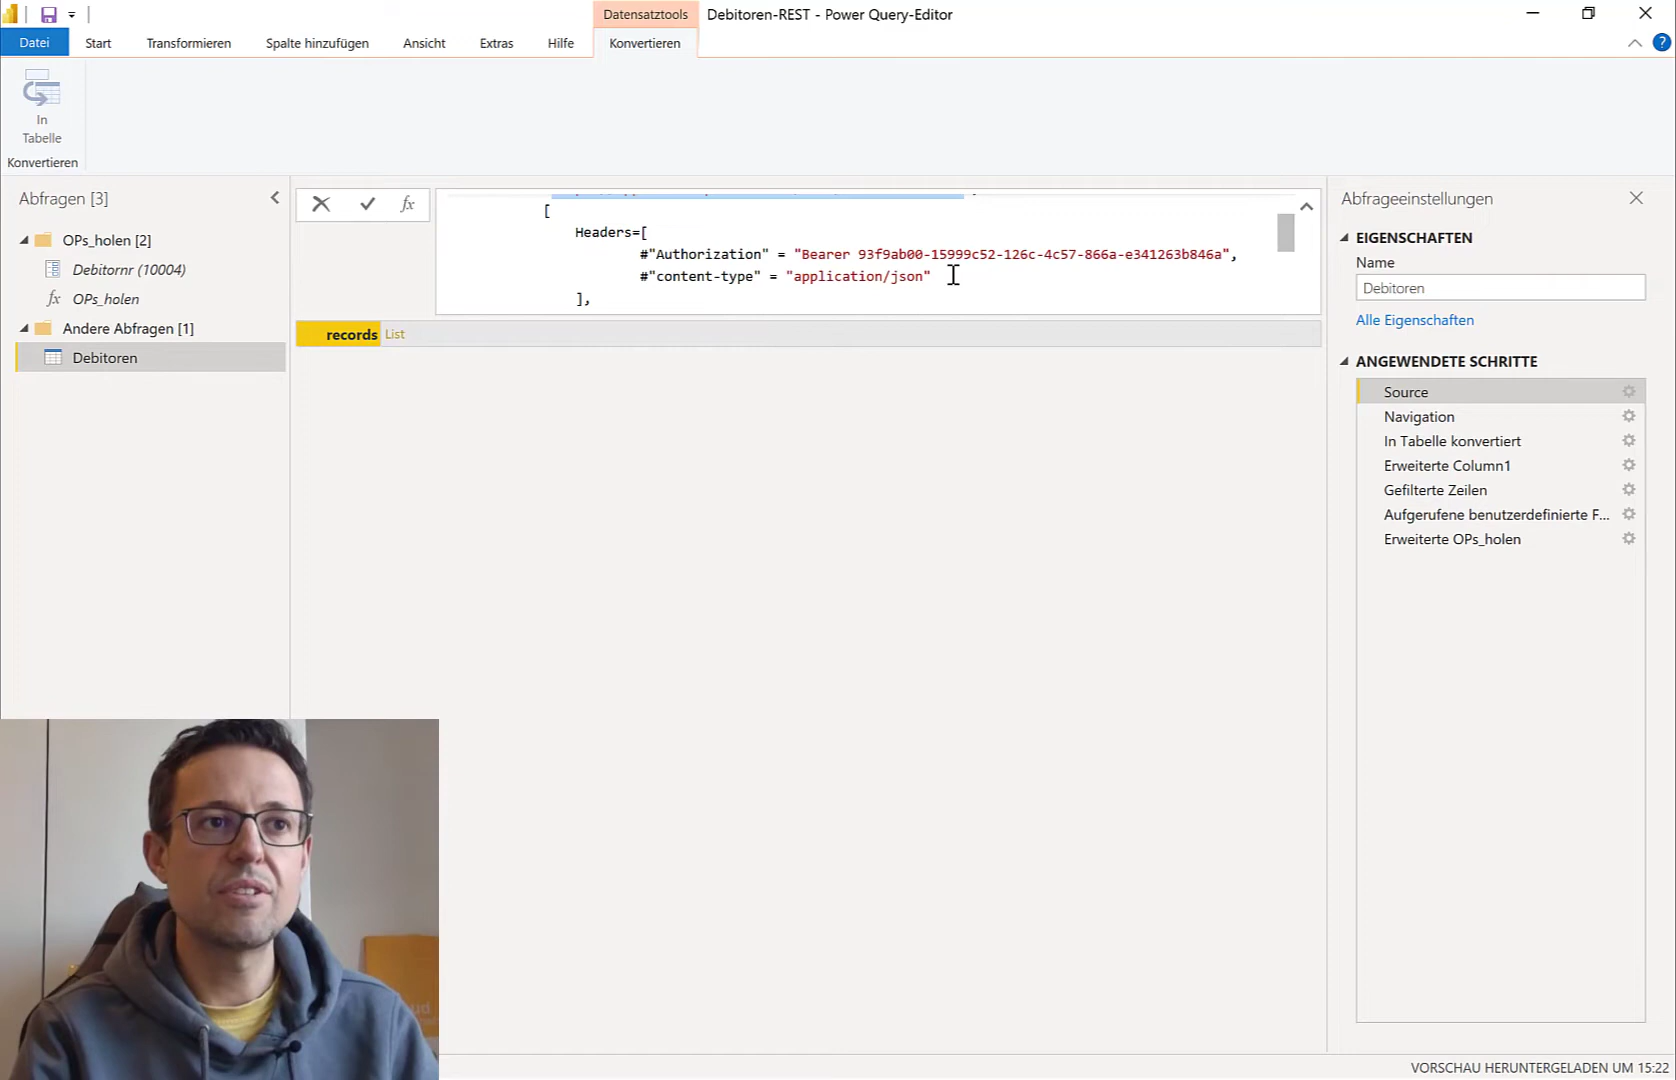 Datensatztools
Debitoren-REST - Power Query-Editor
Datei
Start
Transformieren
Spalte hinzufügen
Ansicht
Extras
Hilfe
Konvertieren
In
Tabelle
Konvertieren
Abfragen [3]
OPs_holen [2]
Debitornr (10004)
fx OPs_holen
Andere Abfragen [1]
Debitoren
fx
[
Headers=[
#"Authorization" = "Bearer 93f9ab00-15999c52-126c-4c57-866a-e341263b846a",
#"content-type" = "application/json"
],
records List
Abfrageeinstellungen
EIGENSCHAFTEN
Name
Debitoren
Alle Eigenschaften
ANGEWENDETE SCHRITTE
Source
Navigation
In Tabelle konvertiert
Erweiterte Column1
Gefilterte Zeilen
Aufgerufene benutzerdefinierte F...
Erweiterte OPs_holen
VORSCHAU HERUNTERGELADEN UM 15:22